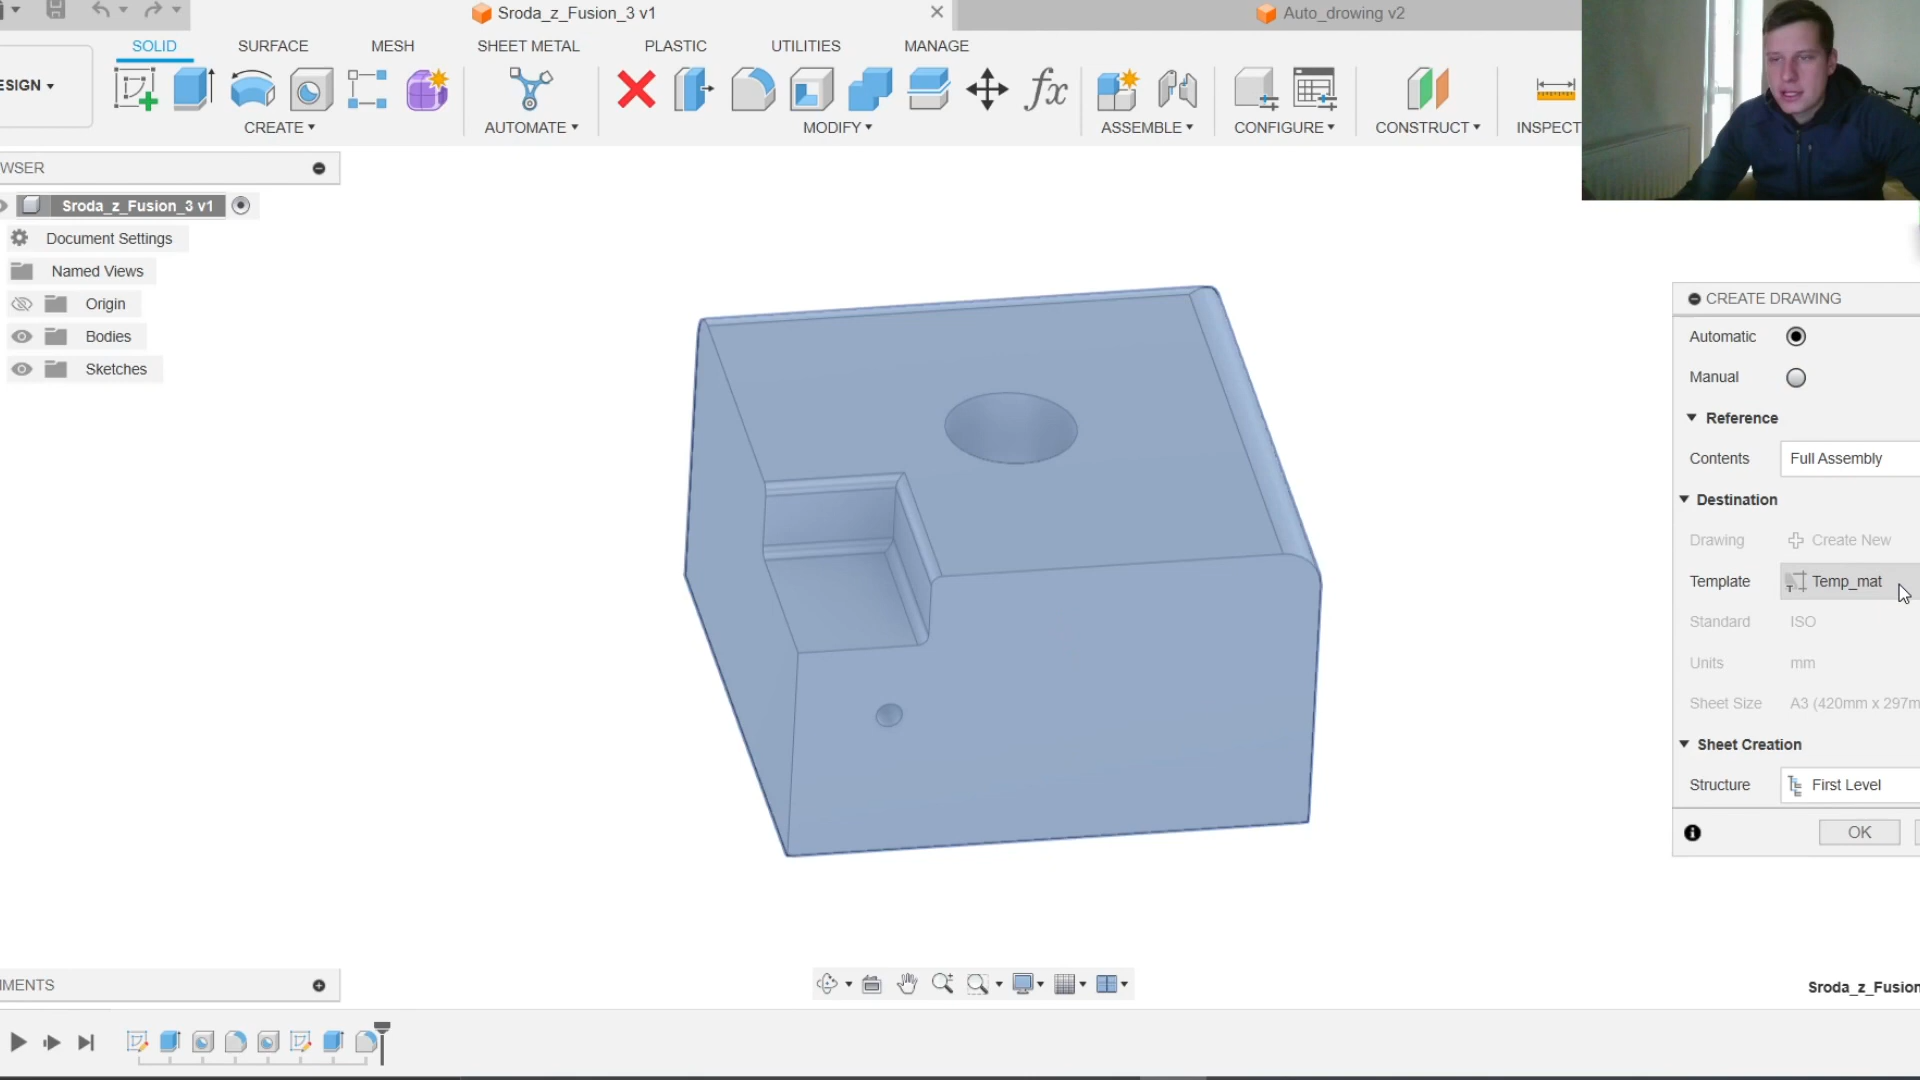 Sroda_z_Fusion_3 v1
Auto_drowing v2
SOLID
SURFACE
MESH
SHEET METAL
PLASTIC
UTILITIES
MANAGE
ESIGN
CREATE
AUTOMATE
MODIFY
fx
ASSEMBLE
CONFIGURE
CONSTRUCT
INSPECT
WSER
Sroda_z_Fusion_3 v1
Document Settings
Named Views
Origin
Bodies
Sketches
CREATE DRAWING
Automatic
Manual
Reference
Contents Full Assembly
Destination
Drawing Create New
Template Temp_mat
Standard ISO
Units mm
Sheet Size A3 (420mm x 297m
Sheet Creation
Structure First Level
OK
MENTS
Sroda_z_Fusion